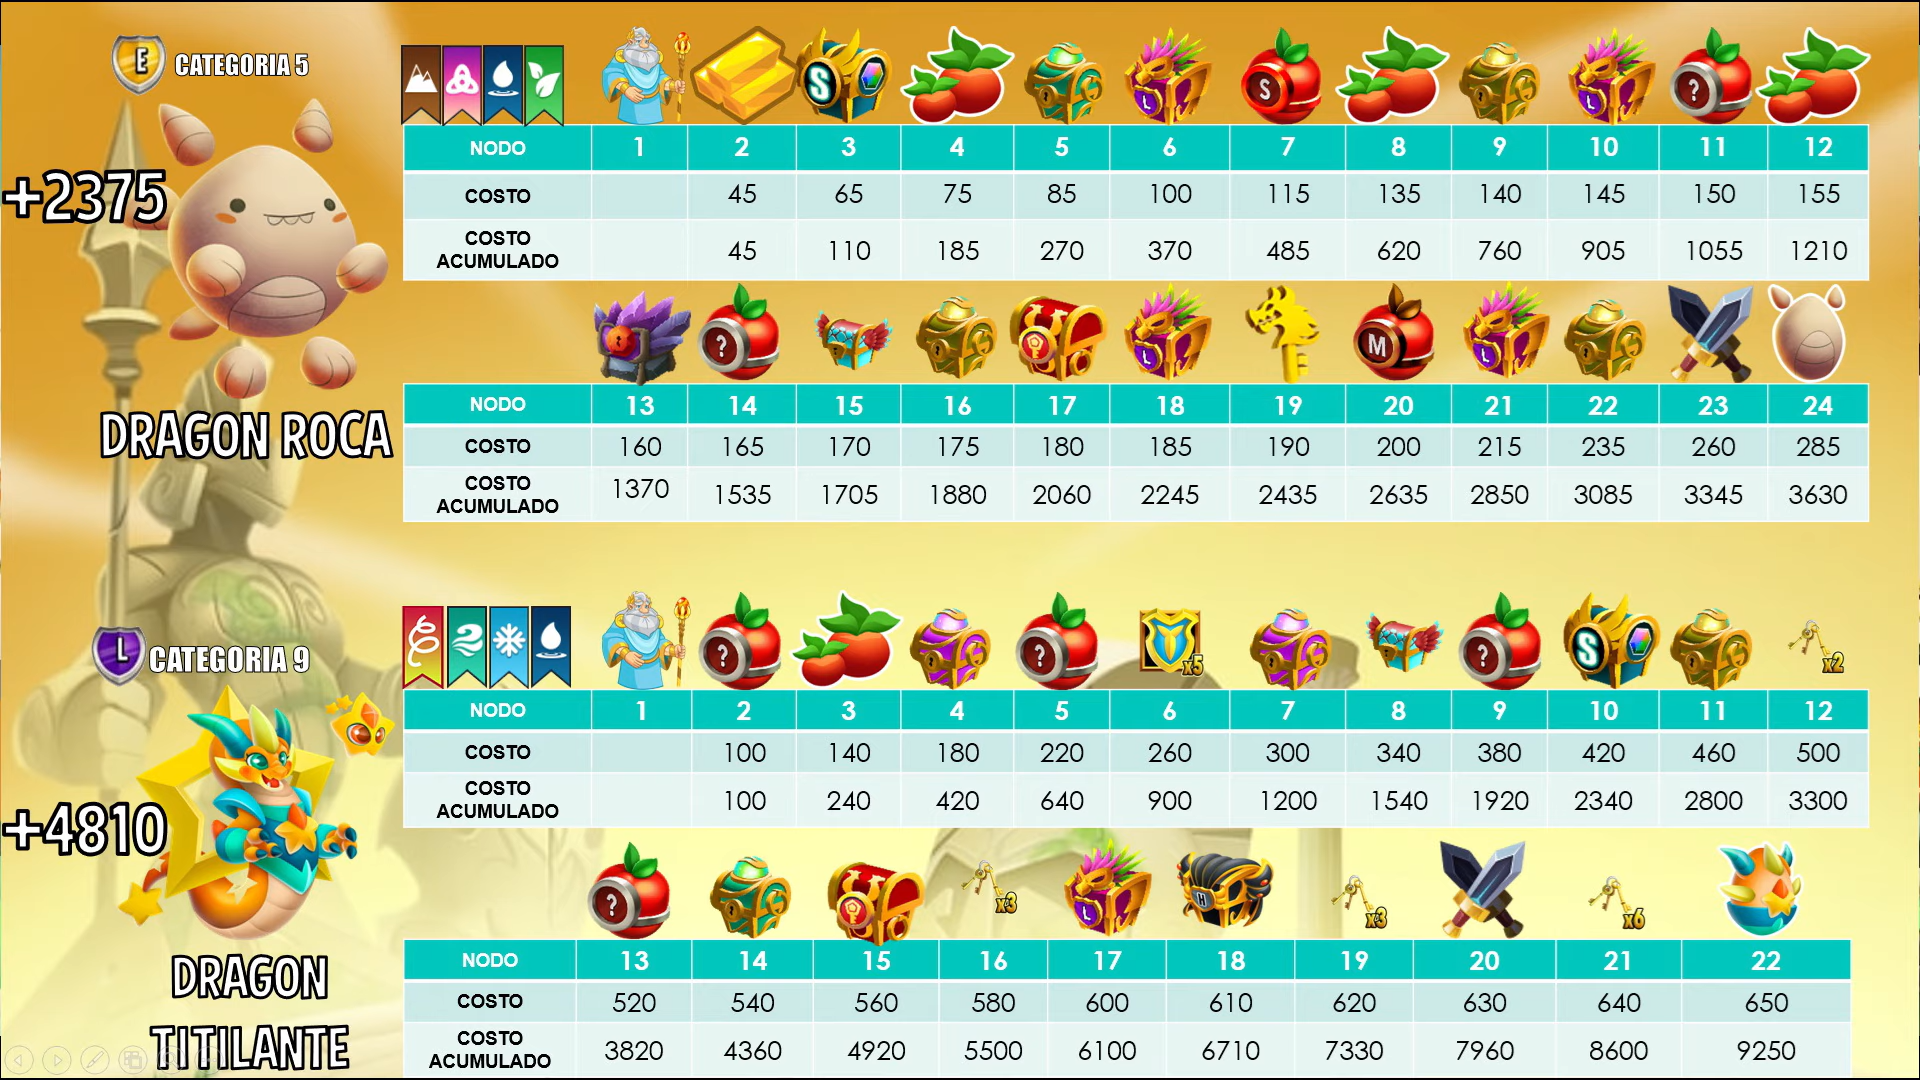 E CATEGORIA 5
+2375
DRAGON ROCA
S L S L ?
NODO 1 2 3 4 5 6 7 8 9 10 11 12
COSTO 45 65 75 85 100 115 135 140 145 150 155
COSTO
ACUMULADO
45 110 185 270 370 485 620 760 905 1055 1210
? L M L
NODO 13 14 15 16 17 18 19 20 21 22 23 24
COSTO 160 165 170 175 180 185 190 200 215 235 260 285
COSTO
ACUMULADO
1370 1535 1705 1880 2060 2245 2435 2635 2850 3085 3345 3630
L CATEGORIA 9
+4810
DRAGON
TITILANTE
? ? x5 ? S x2
NODO 1 2 3 4 5 6 7 8 9 10 11 12
COSTO 100 140 180 220 260 300 340 380 420 460 500
COSTO
ACUMULADO
100 240 420 640 900 1200 1540 1920 2340 2800 3300
? x3 L H x3 x6
NODO 13 14 15 16 17 18 19 20 21 22
COSTO 520 540 560 580 600 610 620 630 640 650
COSTO
ACUMULADO
3820 4360 4920 5500 6100 6710 7330 7960 8600 9250